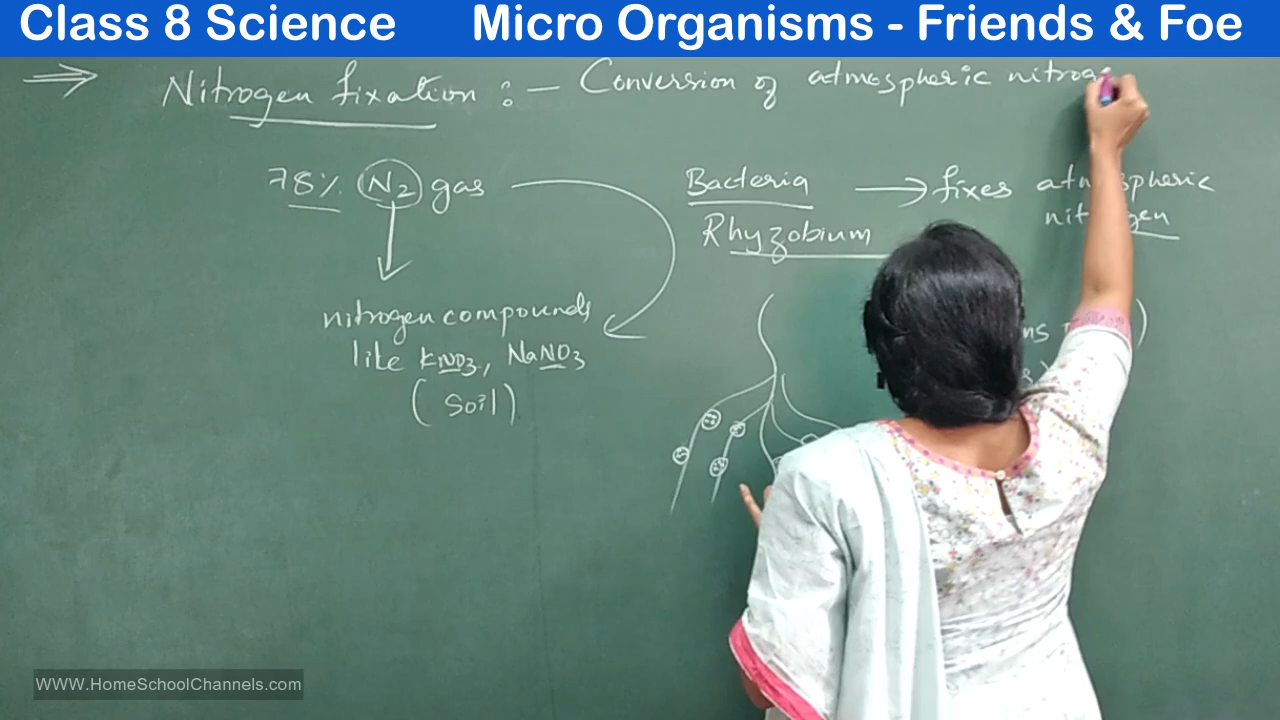 Class 8 Science Micro Organisms - Friends & Foe
⇒ Nitrogen fixation :- Conversion of atmospheric nitroge
78% N₂ gas
Bacteria → fixes atmospheric
nitrogen
Rhyzobium
nitrogen compounds
like KNO₃, NaNO₃
(Soil)
WWW.HomeSchoolChannels.com